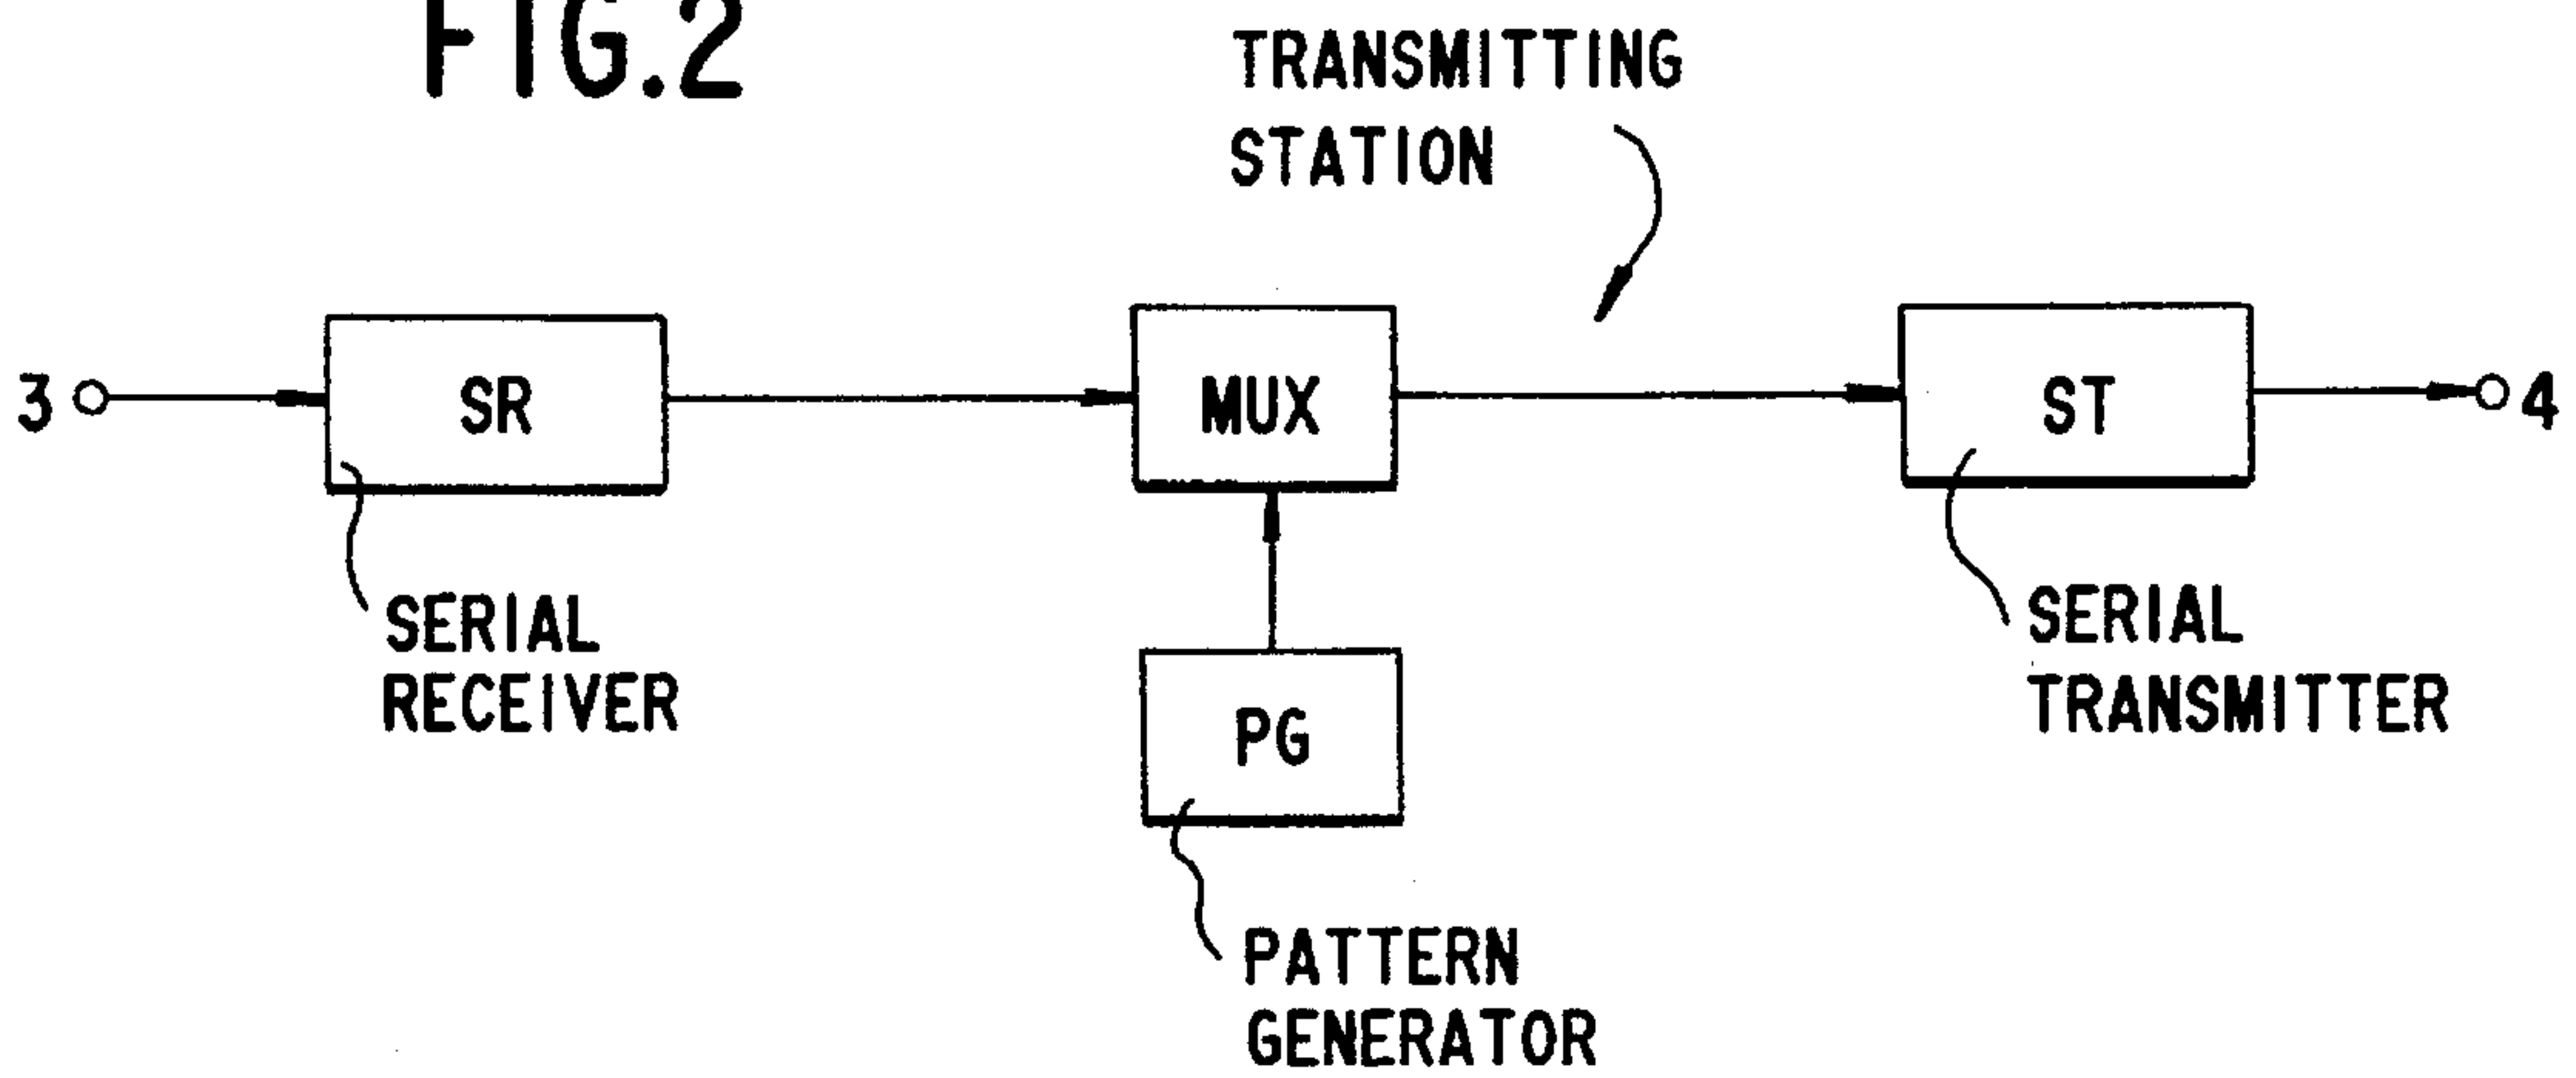 FIG.2
TRANSMITTING
STATION
3
SR
MUX
ST
4
SERIAL
RECEIVER
SERIAL
TRANSMITTER
PG
PATTERN
GENERATOR